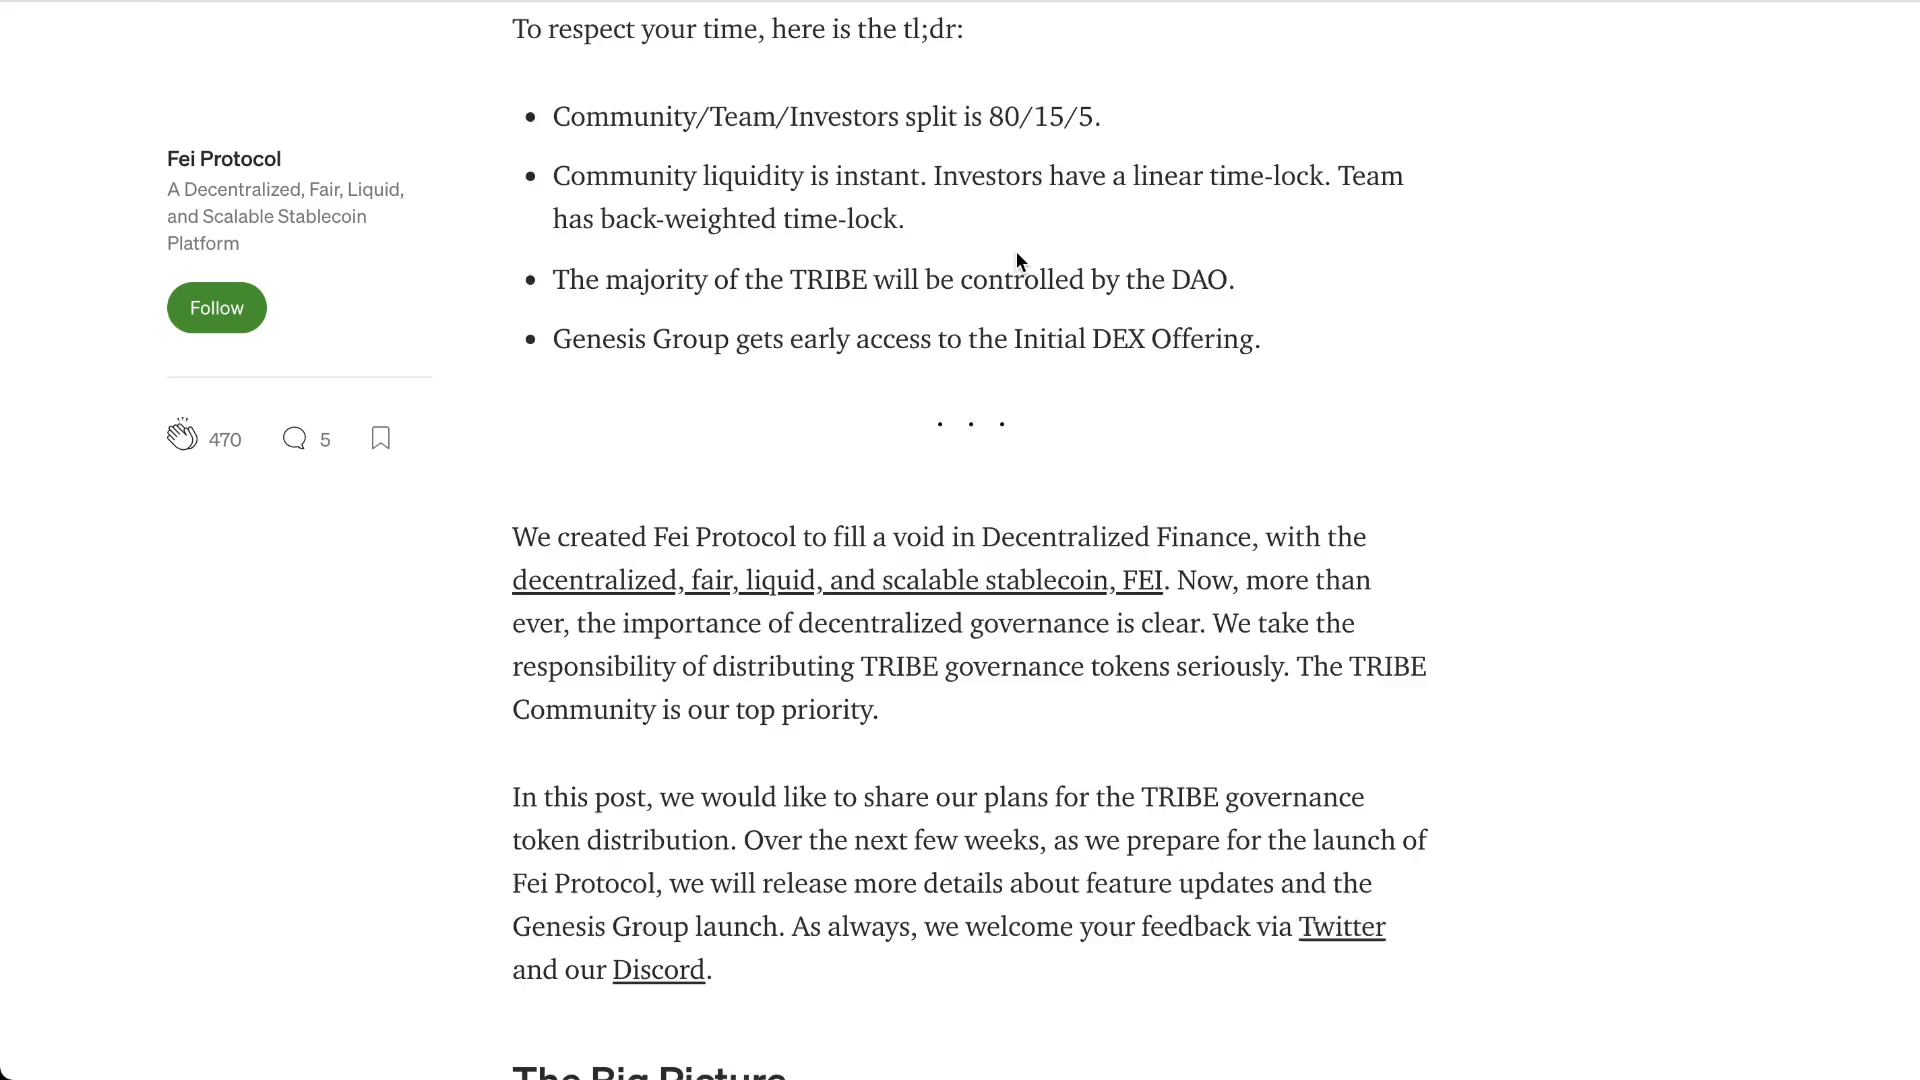 To respect your time, here is the tl;dr:
Community/Team/Investors split is 80/15/5.
Community liquidity is instant. Investors have a linear time-lock. Team
has back-weighted time-lock.
The majority of the TRIBE will be controlled by the DAO.
Genesis Group gets early access to the Initial DEX Offering.
Fei Protocol
A Decentralized, Fair, Liquid,
and Scalable Stablecoin
Platform
Follow
470 5
. . .
We created Fei Protocol to fill a void in Decentralized Finance, with the
decentralized, fair, liquid, and scalable stablecoin, FEI. Now, more than
ever, the importance of decentralized governance is clear. We take the
responsibility of distributing TRIBE governance tokens seriously. The TRIBE
Community is our top priority.
In this post, we would like to share our plans for the TRIBE governance
token distribution. Over the next few weeks, as we prepare for the launch of
Fei Protocol, we will release more details about feature updates and the
Genesis Group launch. As always, we welcome your feedback via Twitter
and our Discord.
The Big Picture